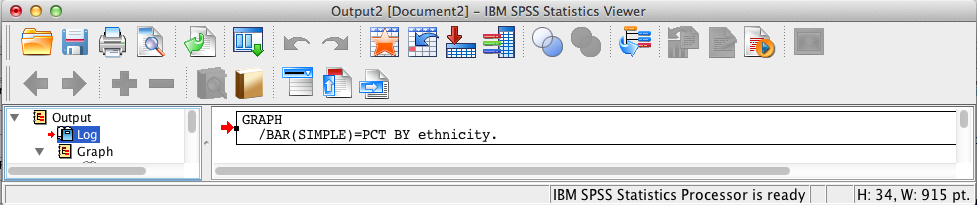 Output2 [Document2] – IBM SPSS Statistics Viewer
Output
Log
Graph
GRAPH
/BAR(SIMPLE)=PCT BY ethnicity.
IBM SPSS Statistics Processor is ready
H: 34, W: 915 pt.